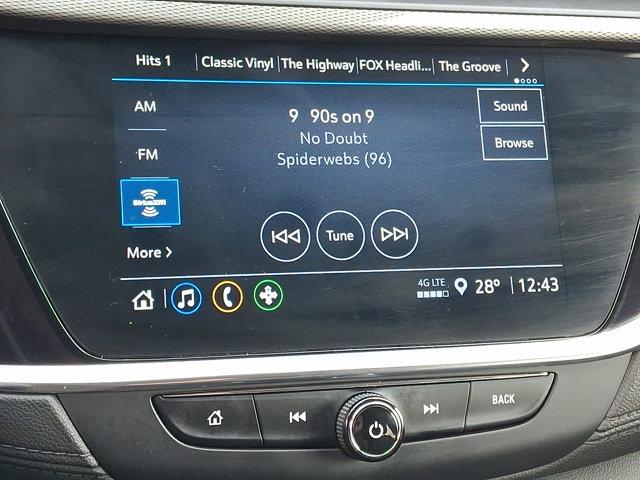 Hits 1 Classic Vinyl The Highway FOX Headli... The Groove
AM
9 90s on 9
Sound
No Doubt
FM
Spiderwebs (96)
Browse
SiriusXM
Tune
More
4G LTE
28° 12:43
BACK